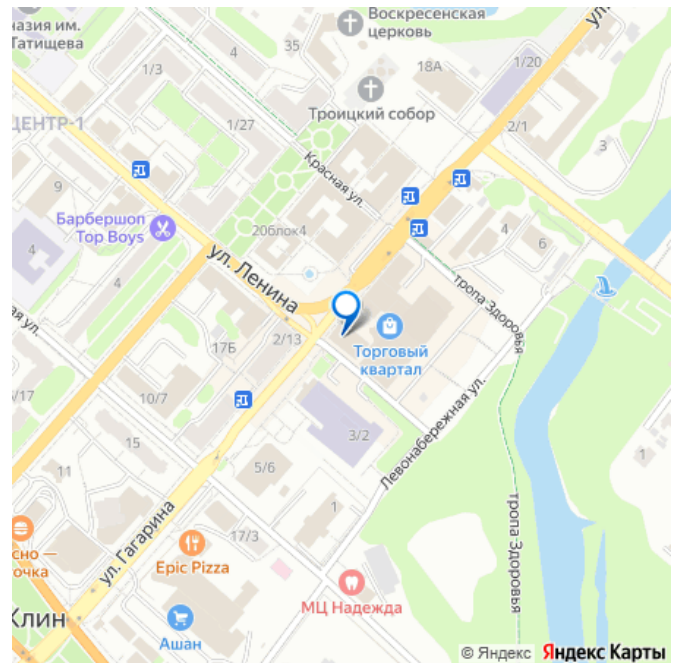 назия им.
Татищева
4
35
Воскресенская
церковь
ул.
1/3
18А
1/20
Троицкий собор
ЦЕНТР-1
1/27
2/1
3
Красная ул.
9
Барбершоп
Top Boys
20блок4
4
6
4
ул. Ленина
тропа Здоровья
ая ул.
17Б
2/13
Торговый
квартал
5/17
10/7
Левонабережная ул.
15
3/2
1
11
5/6
1
ул. Гагарина
17/3
тропа Здоровья
сно —
очка
Epic Pizza
МЦ Надежда
Клин
Ашан
© Яндекс Яндекс Карты